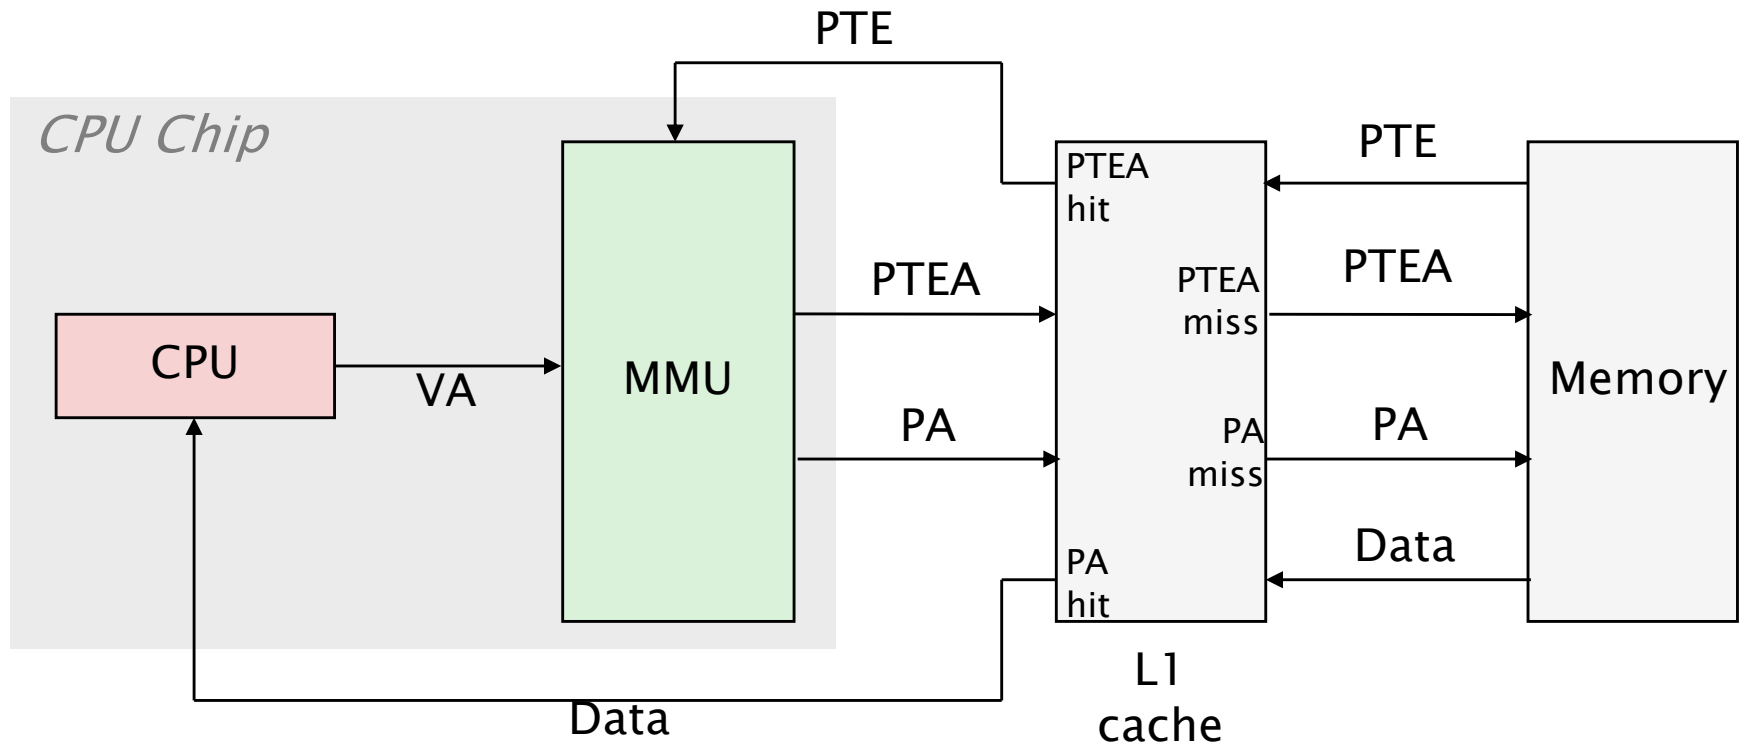 PTE
CPU Chip
PTEA
hit
PTE
PTEA
PTEA
miss
PTEA
CPU
VA
MMU
Memory
PA
PA
miss
PA
PA
hit
Data
L1
cache
Data